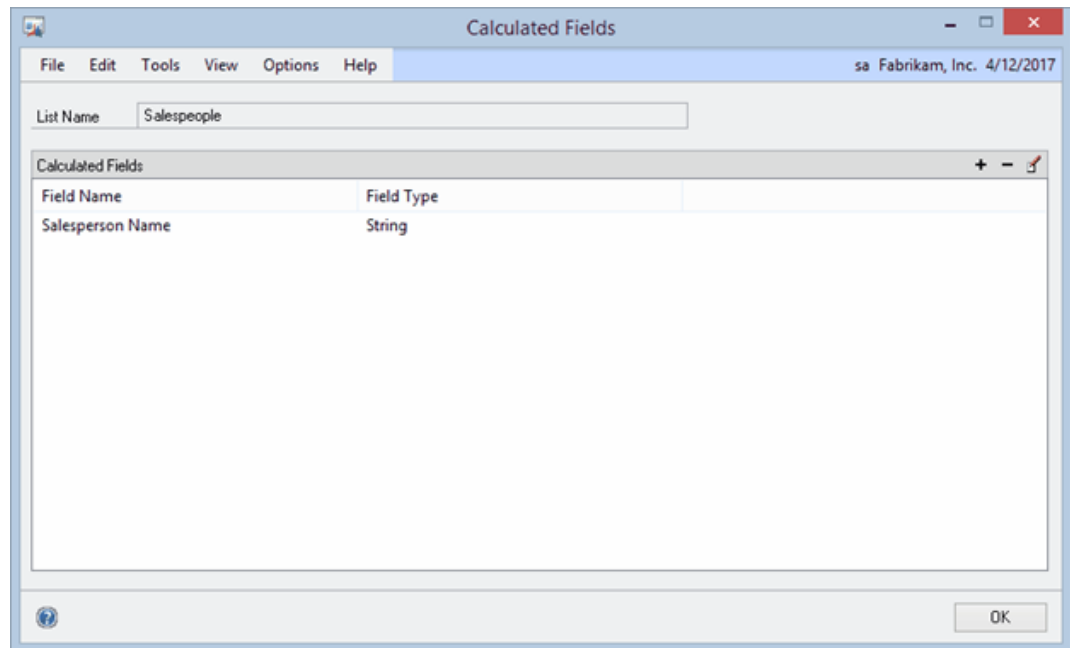 Calculated Fields
File Edit Tools View Options Help sa Fabrikam, Inc. 4/12/2017
List Name Salespeople
Calculated Fields
Field Name Field Type
Salesperson Name String
OK